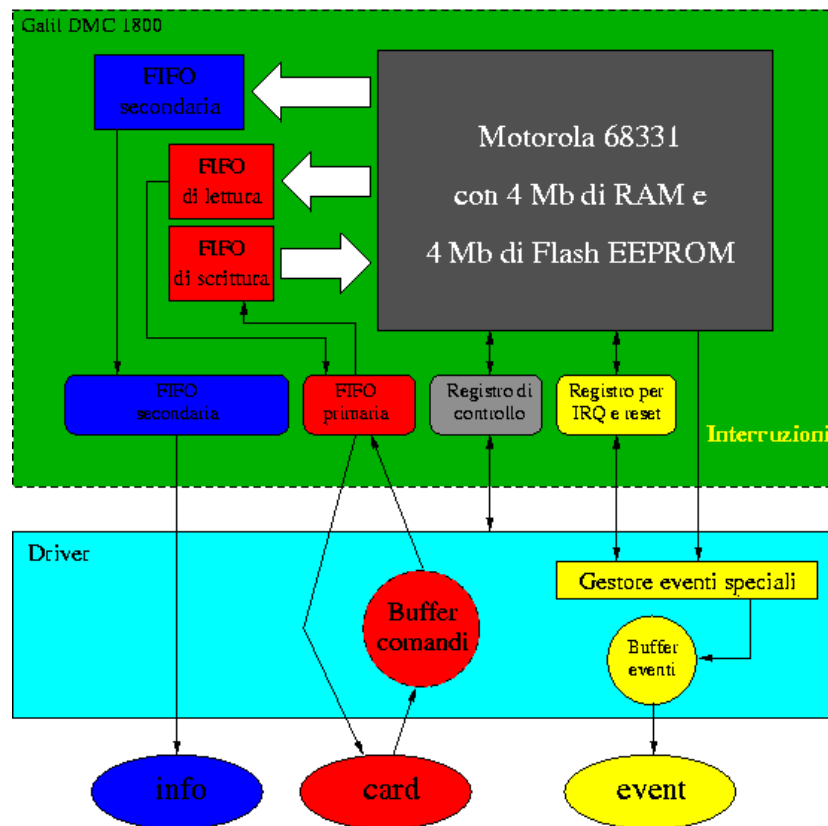 Galil DMC 1800
FIFO
secondaria
Motorola 68331
con 4 Mb di RAM e
4 Mb di Flash EEPROM
FIFO
di lettura
FIFO
di scrittura
FIFO
secondaria
FIFO
primaria
Registro di
controllo
Registro per
IRQ e reset
Interruzioni
Driver
Gestore eventi speciali
Buffer
comandi
Buffer
eventi
info
card
event